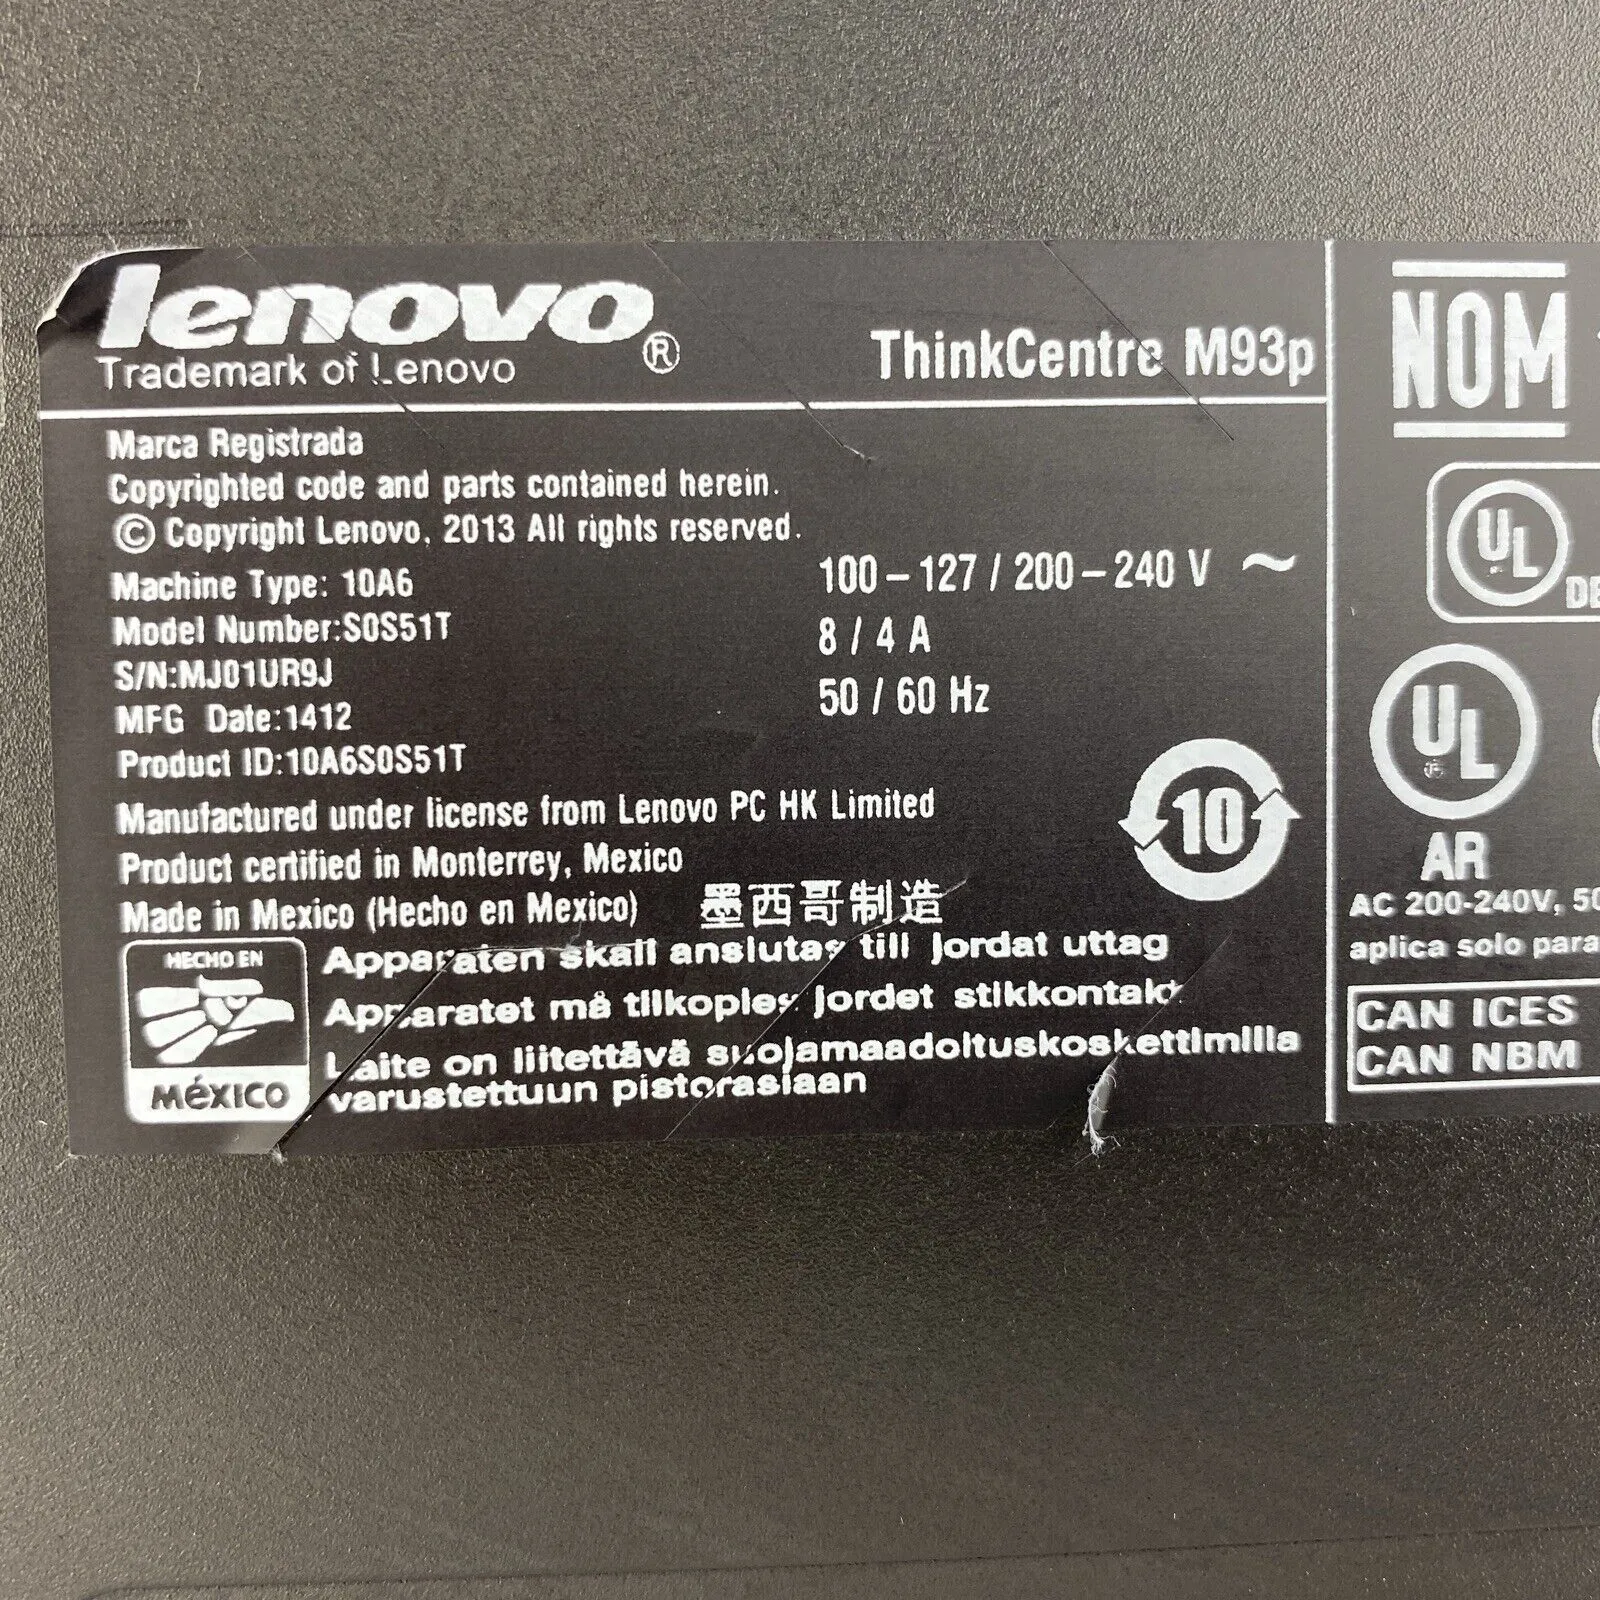 lenovo®
Trademark of Lenovo
ThinkCentre M93p
Marca Registrada
Copyrighted code and parts contained herein.
© Copyright Lenovo, 2013 All rights reserved.
Machine Type: 10A6
Model Number:S0S51T
S/N:MJ01UR9J
MFG Date:1412
Product ID:10A6S0S51T
100-127 / 200-240 V ~
8 / 4 A
50 / 60 Hz
Manufactured under license from Lenovo PC HK Limited
Product certified in Monterrey, Mexico
Made in Mexico (Hecho en Mexico) 墨西哥制造
10
HECHO EN
MéXICO
Apparaten skall anslutas till jordat uttag
Apparatet må tilkoples jordet stikkontakt
Laite on liitettävä suojamaadoituskoskettimilla
varustettuun pistorasiaan
NOM
UL
DE
UL
®
AR
AC 200-240V, 50
aplica solo para
CAN ICES
CAN NBM